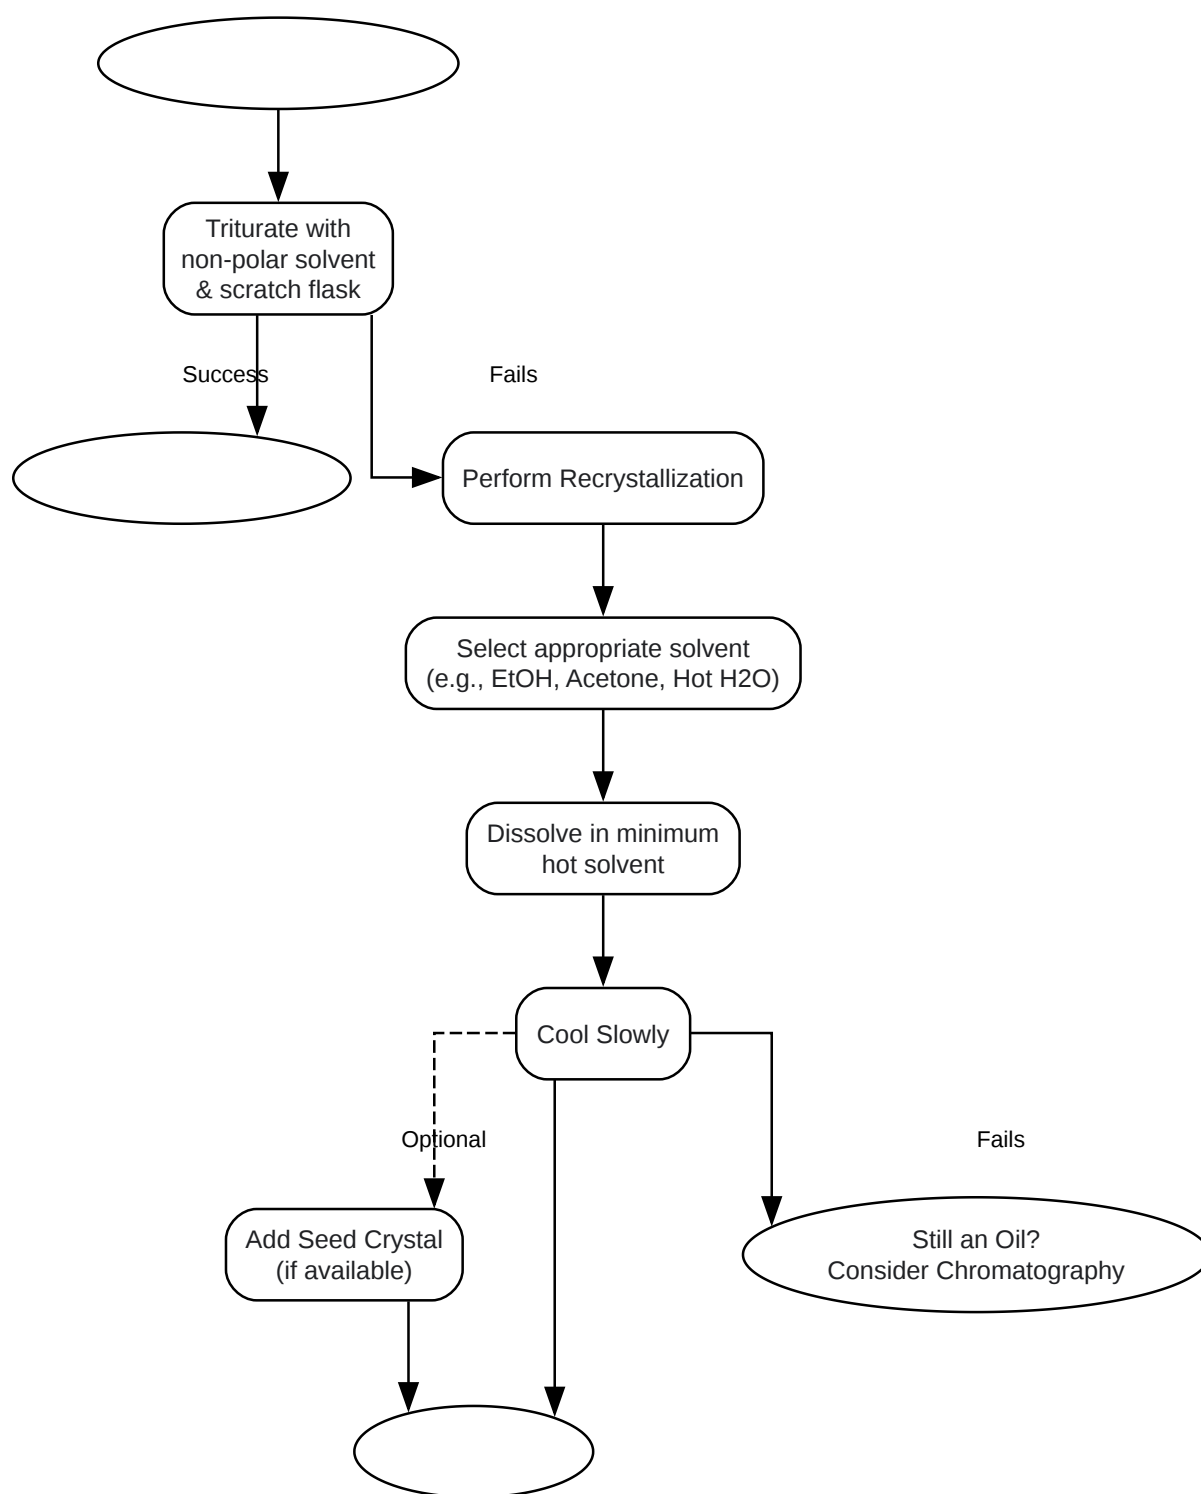 Triturate with
non-polar solvent
& scratch flask
Success
Fails
Perform Recrystallization
Select appropriate solvent
(e.g., EtOH, Acetone, Hot H2O)
Dissolve in minimum
hot solvent
Cool Slowly
Optional
Fails
Add Seed Crystal
(if available)
Still an Oil?
Consider Chromatography